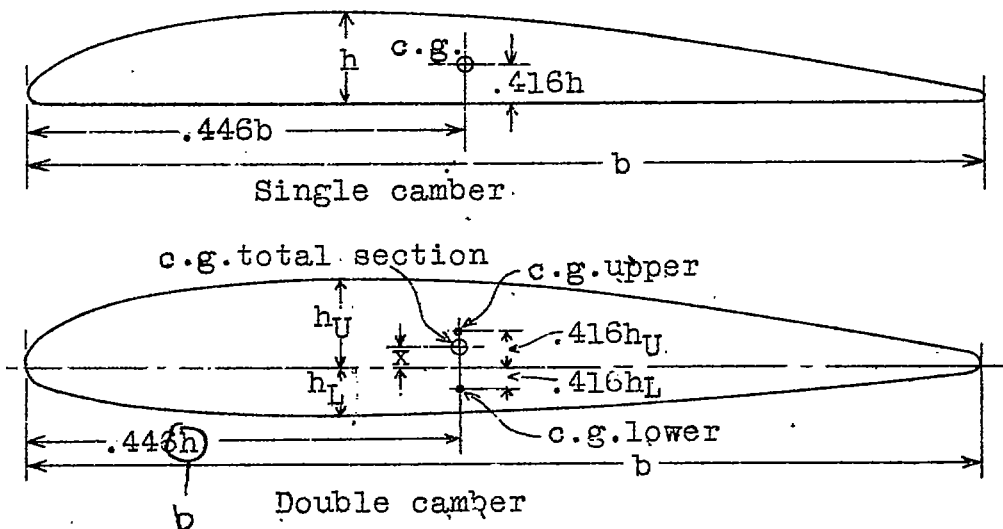 h
c.g.
.416h
.446b
b
Single camber
c.g.total section
c.g.upper
hU
x̄
.416hU
hL
.416hL
.446h
c.g.lower
b
b
Double camber